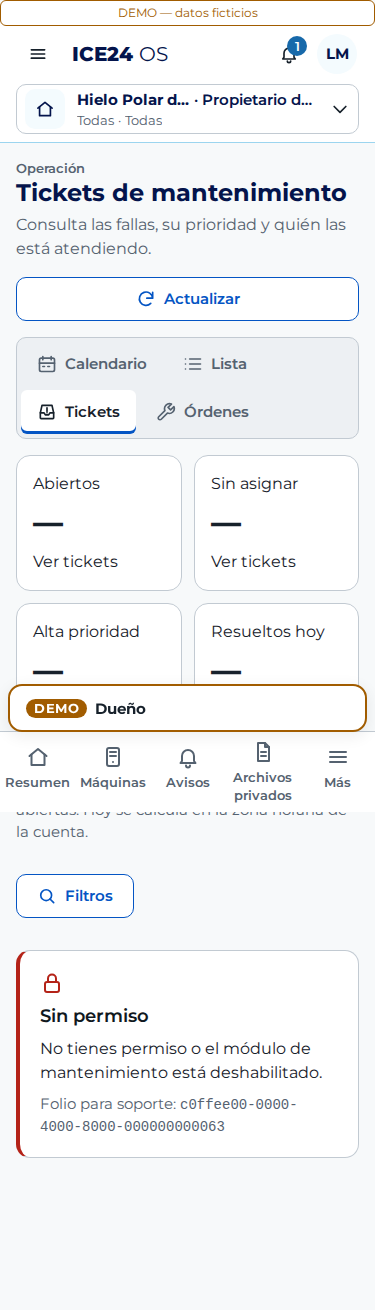 DEMO — datos ficticios
ICE24 OS
1
LM
Hielo Polar d... · Propietario d...
Todas · Todas
Operación
Tickets de mantenimiento
Consulta las fallas, su prioridad y quién las
está atendiendo.
Actualizar
Calendario
Lista
Tickets
Órdenes
Abiertos
—
Ver tickets
Sin asignar
—
Ver tickets
Alta prioridad
—
Resueltos hoy
—
DEMO Dueño
Resumen
Máquinas
Avisos
Archivos
privados
Más
abiertas. Hoy se calcula en la zona horaria de
la cuenta.
Filtros
Sin permiso
No tienes permiso o el módulo de
mantenimiento está deshabilitado.
Folio para soporte: c0ffee00-0000-
4000-8000-000000000063